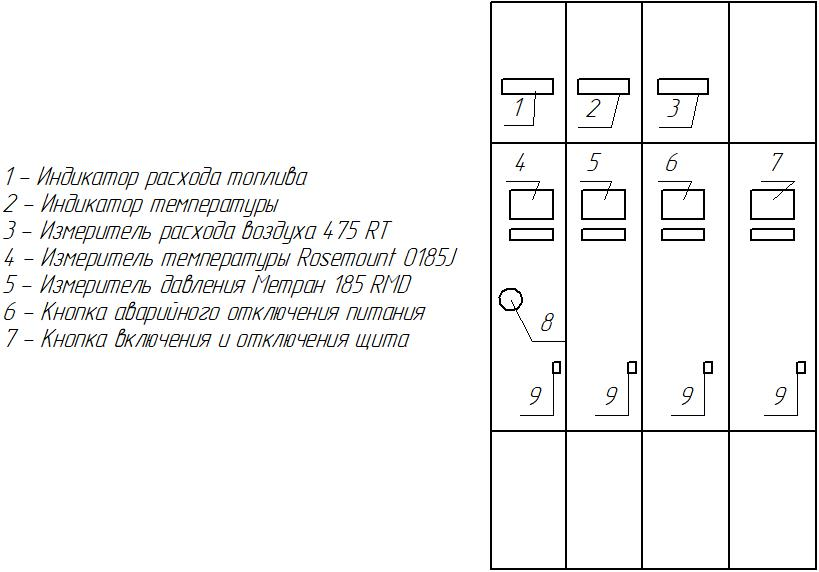 1 – Индикатор расхода топлива
2 – Индикатор температуры
3 – Измеритель расхода воздуха 475 RT
4 – Измеритель температуры Rosemount 0185J
5 – Измеритель давления Метран 185 RMD
6 – Кнопка аварийного отключения питания
7 – Кнопка включения и отключения щита
1 2 3
4 5 6 7
8
9 9 9 9